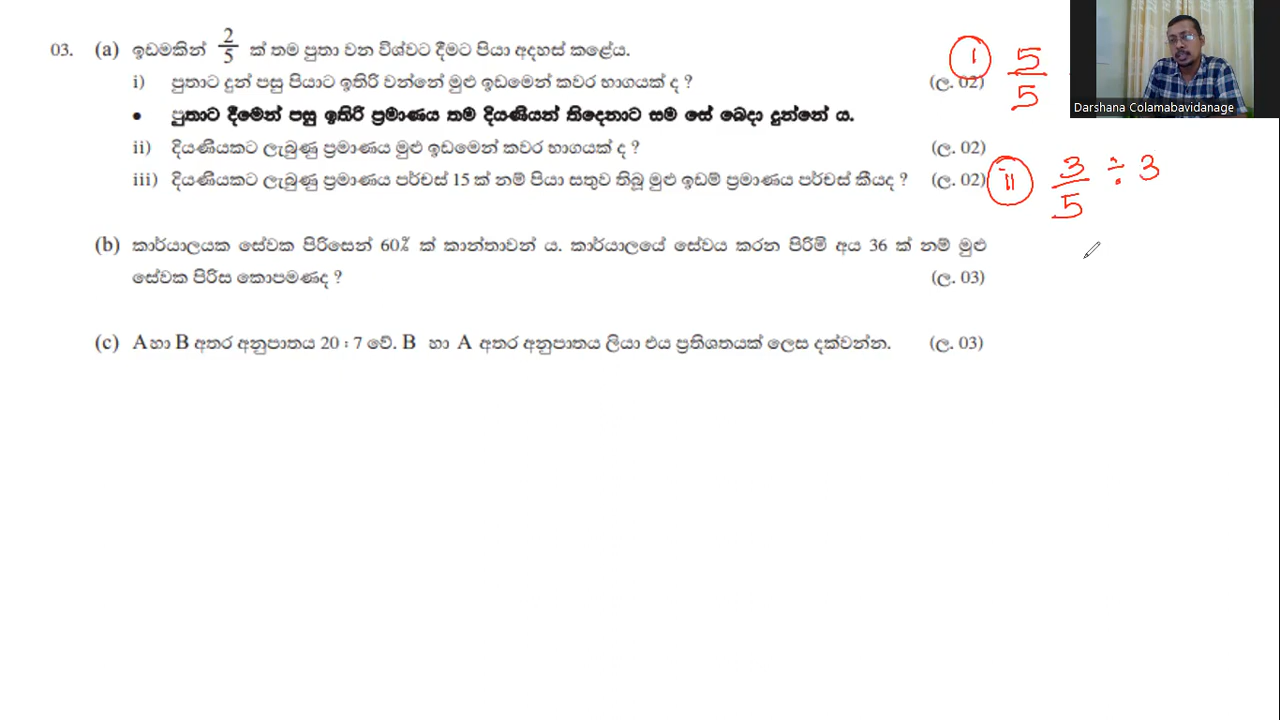 03. (a) ඉඩමකින් 2/5 ක් තම පුතා වන විශ්වට දීමට පියා අදහස් කළේය.
i) පුතාට දුන් පසු පියාට ඉතිරි වන්නේ මුළු ඉඩමෙන් කවර භාගයක් ද ? (ල. 02)
• පුතාට දීමෙන් පසු ඉතිරි ප්‍රමාණය තම දියණියන් තිදෙනාට සම සේ බෙදා දුන්නේ ය.
ii) දියණියකට ලැබුණු ප්‍රමාණය මුළු ඉඩමෙන් කවර භාගයක් ද ? (ල. 02)
iii) දියණියකට ලැබුණු ප්‍රමාණය පර්චස් 15 ක් නම් පියා සතුව තිබූ මුළු ඉඩම් ප්‍රමාණය පර්චස් කීයද ? (ල. 02)
(b) කාර්යාලයක සේවක පිරිසෙන් 60% ක් කාන්තාවන් ය. කාර්යාලයේ සේවය කරන පිරිමි අය 36 ක් නම් මුළු
සේවක පිරිස කොපමණද ? (ල. 03)
(c) A හා B අතර අනුපාතය 20 : 7 වේ. B හා A අතර අනුපාතය ලියා එය ප්‍රතිශතයක් ලෙස දක්වන්න. (ල. 03)
i 5/5
ii 3/5 ÷ 3
Darshana Colamabavidanage